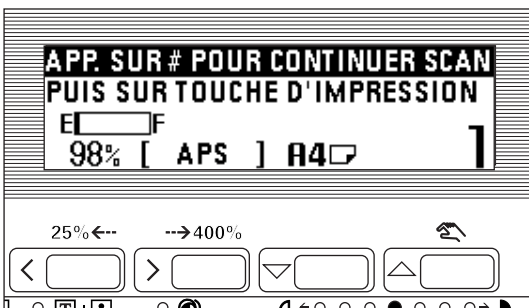 APP. SUR # POUR CONTINUER SCAN
PUIS SUR TOUCHE D'IMPRESSION
E F
98% [ APS ] A4 1
25% ⇠ ⇢ 400%
T